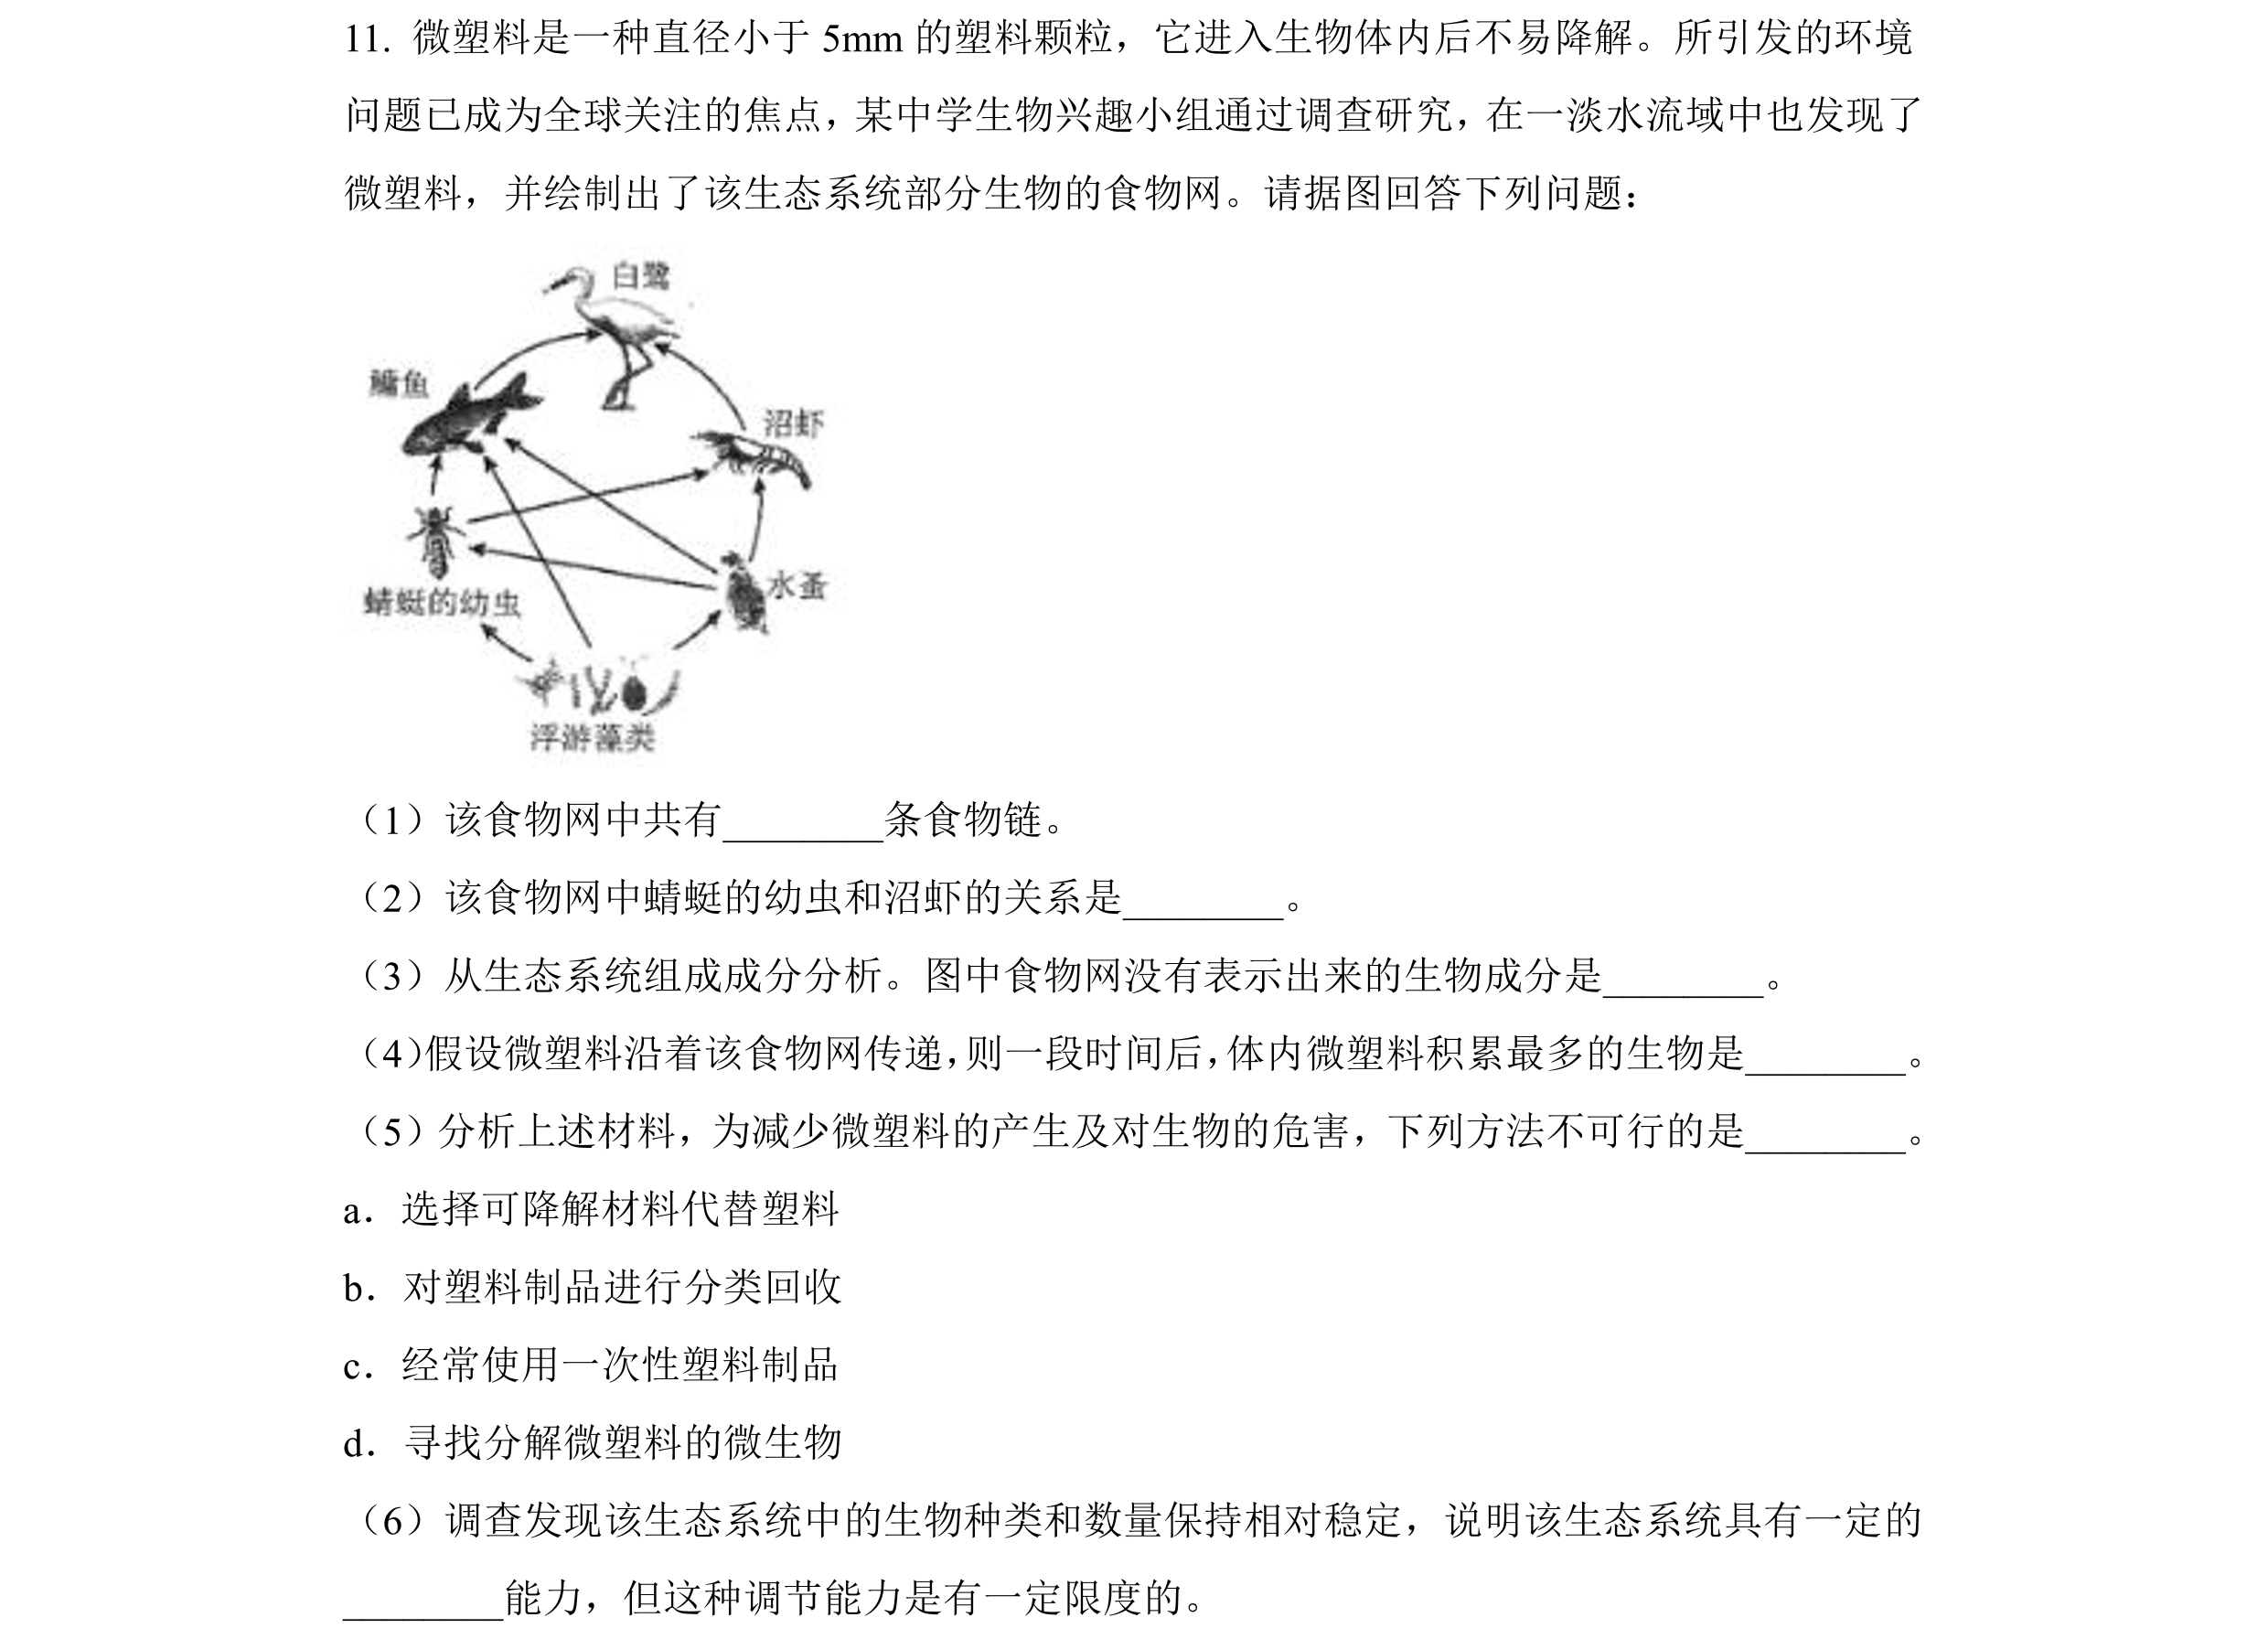 11. 微塑料是一种直径小于 5mm 的塑料颗粒，它进入生物体内后不易降解。所引发的环境
问题已成为全球关注的焦点，某中学生物兴趣小组通过调查研究，在一淡水流域中也发现了
微塑料，并绘制出了该生态系统部分生物的食物网。请据图回答下列问题：
白鹭
鳙鱼
沼虾
水蚤
蜻蜓的幼虫
浮游藻类
（1）该食物网中共有________条食物链。
（2）该食物网中蜻蜓的幼虫和沼虾的关系是________。
（3）从生态系统组成成分分析。图中食物网没有表示出来的生物成分是________。
（4）假设微塑料沿着该食物网传递，则一段时间后，体内微塑料积累最多的生物是________。
（5）分析上述材料，为减少微塑料的产生及对生物的危害，下列方法不可行的是________。
a．选择可降解材料代替塑料
b．对塑料制品进行分类回收
c．经常使用一次性塑料制品
d．寻找分解微塑料的微生物
（6）调查发现该生态系统中的生物种类和数量保持相对稳定，说明该生态系统具有一定的
________能力，但这种调节能力是有一定限度的。